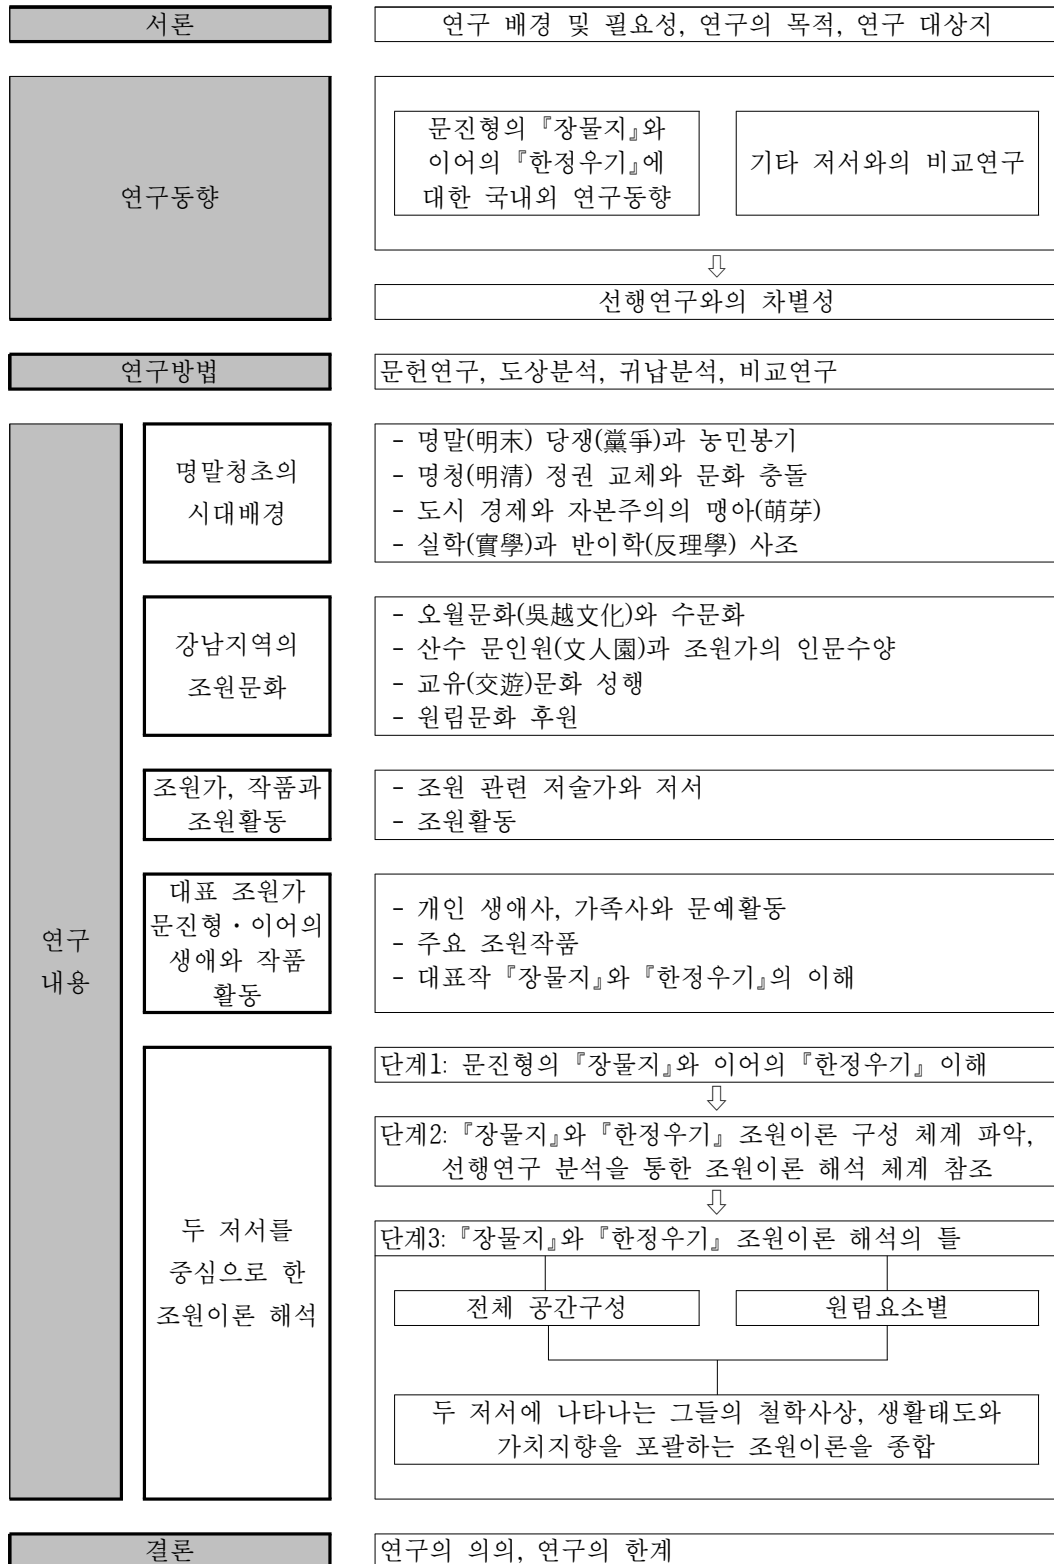 서론
연구 배경 및 필요성, 연구의 목적, 연구 대상지
연구동향
문진형의 『장물지』와
이어의 『한정우기』에
대한 국내외 연구동향
기타 저서와의 비교연구
⇩
선행연구와의 차별성
연구방법
문헌연구, 도상분석, 귀납분석, 비교연구
연구
내용
명말청초의
시대배경
- 명말(明末) 당쟁(黨爭)과 농민봉기
- 명청(明清) 정권 교체와 문화 충돌
- 도시 경제와 자본주의의 맹아(萌芽)
- 실학(實學)과 반이학(反理學) 사조
강남지역의
조원문화
- 오월문화(吳越文化)와 수문화
- 산수 문인원(文人園)과 조원가의 인문수양
- 교유(交遊)문화 성행
- 원림문화 후원
조원가, 작품과
조원활동
- 조원 관련 저술가와 저서
- 조원활동
대표 조원가
문진형・이어의
생애와 작품
활동
- 개인 생애사, 가족사와 문예활동
- 주요 조원작품
- 대표작 『장물지』와 『한정우기』의 이해
두 저서를
중심으로 한
조원이론 해석
단계1: 문진형의 『장물지』와 이어의 『한정우기』 이해
⇩
단계2: 『장물지』와 『한정우기』 조원이론 구성 체계 파악,
선행연구 분석을 통한 조원이론 해석 체계 참조
⇩
단계3: 『장물지』와 『한정우기』 조원이론 해석의 틀
전체 공간구성
원림요소별
두 저서에 나타나는 그들의 철학사상, 생활태도와
가치지향을 포괄하는 조원이론을 종합
결론
연구의 의의, 연구의 한계